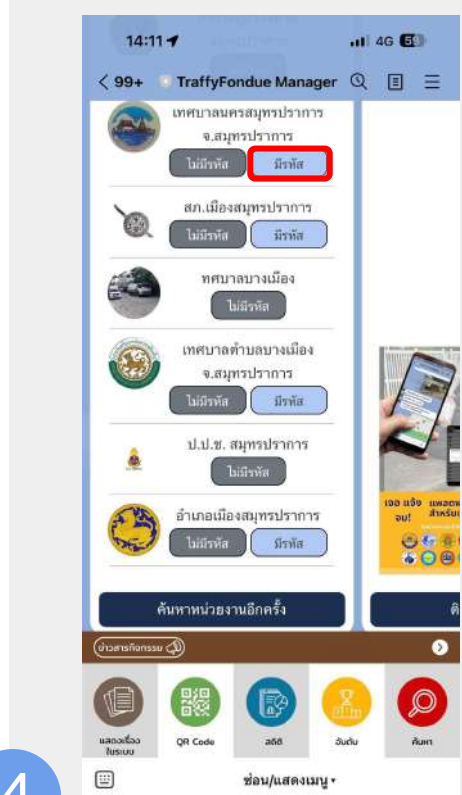 14:11
4G 59
99+ TraffyFondue Manager
เทศบาลนครสมุทรปราการ
จ.สมุทรปราการ
ไม่มีรหัส มีรหัส
สภ.เมืองสมุทรปราการ
ไม่มีรหัส มีรหัส
ทศบาลบางเมือง
ไม่มีรหัส
เทศบาลตำบลบางเมือง
จ.สมุทรปราการ
ไม่มีรหัส มีรหัส
ป.ป.ช. สมุทรปราการ
ไม่มีรหัส
อำเภอเมืองสมุทรปราการ
ไม่มีรหัส มีรหัส
เจอ แจ้ง
จบ!
ค้นหาหน่วยงานอีกครั้ง
ข่าวสารกิจกรรม
แสดงเรื่อง
ในระบบ
QR Code
สถิติ
อันดับ
ค้นหา
ซ่อน/แสดงเมนู
4